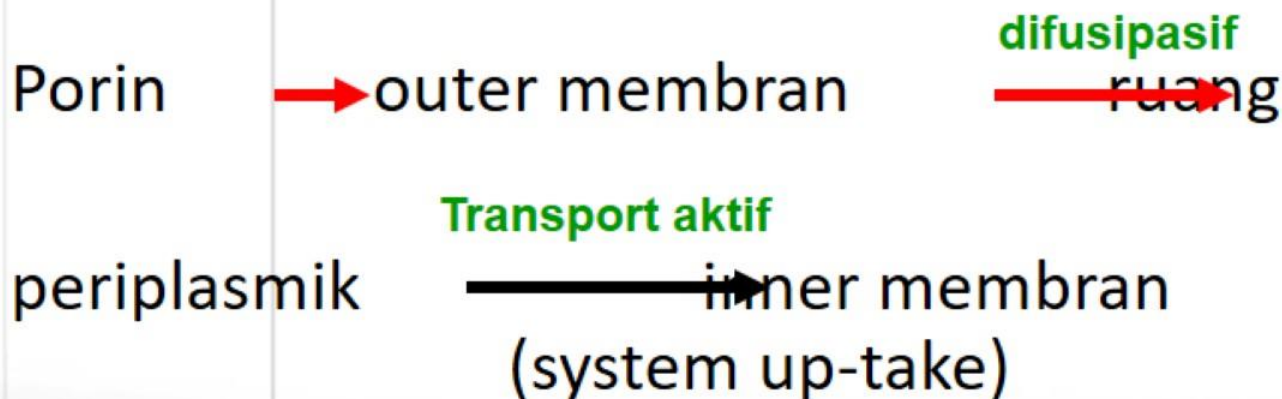 difusipasif
Porin outer membran ruang
Transport aktif
periplasmik inner membran
(system up-take)